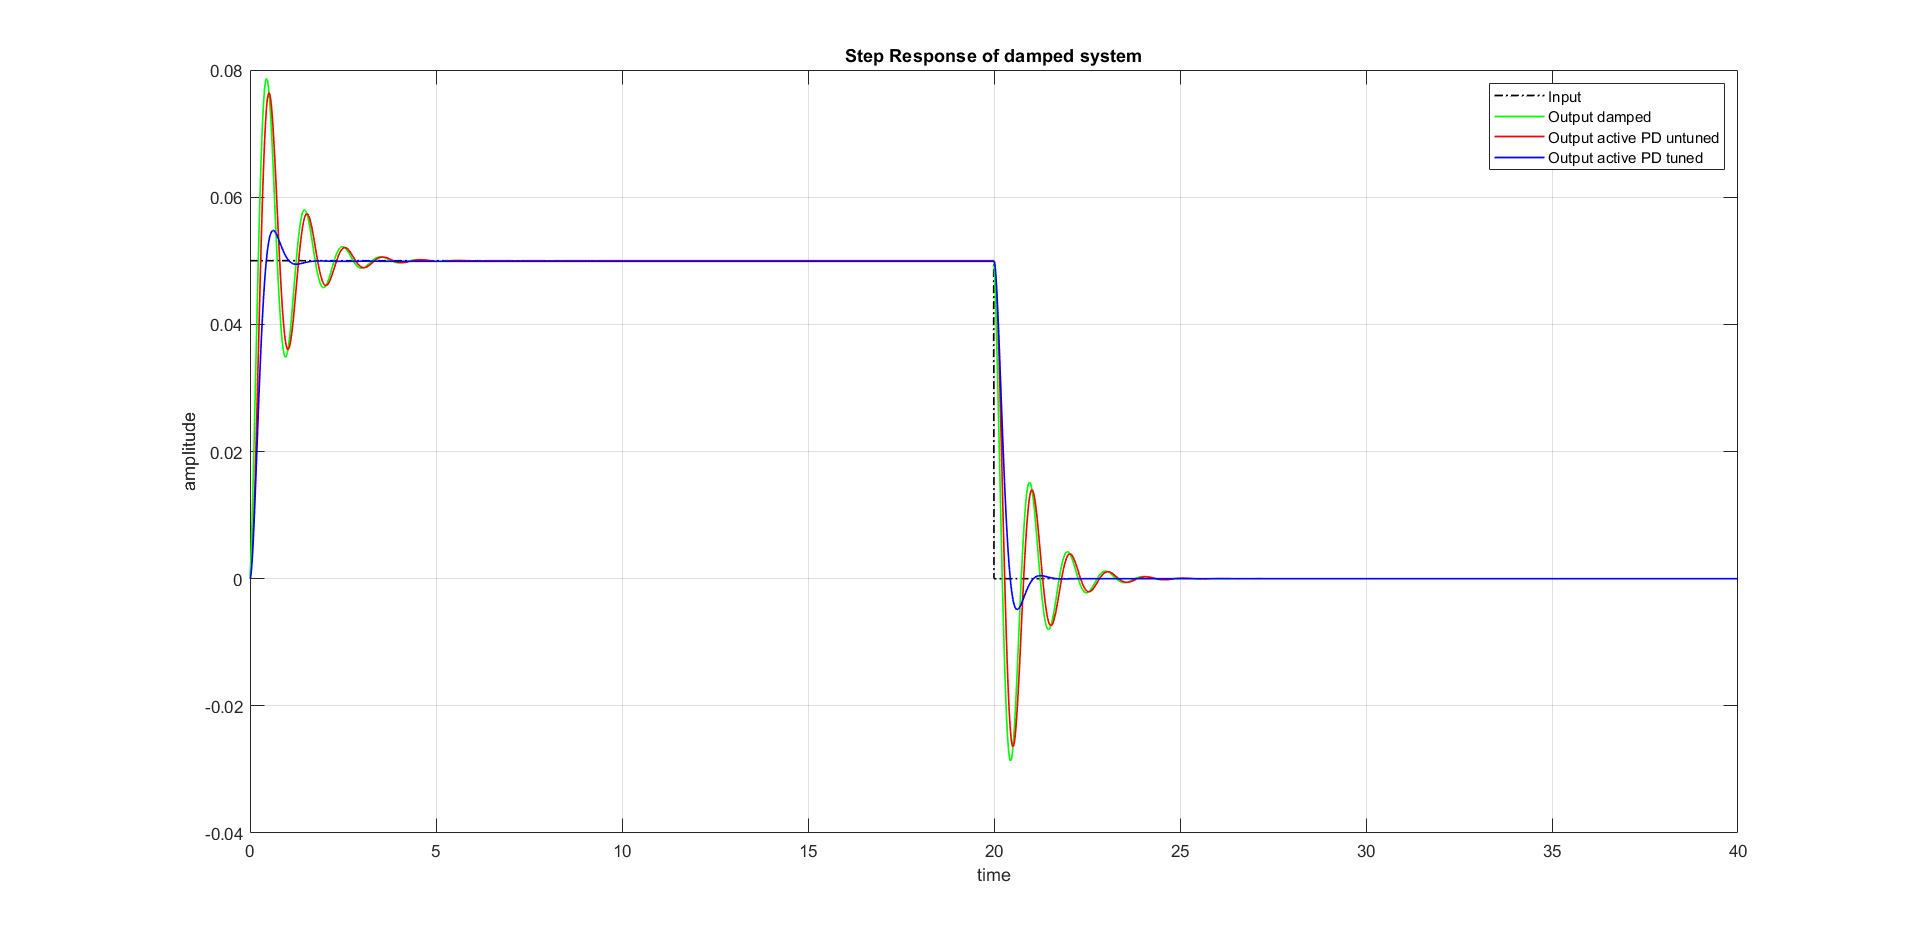 Step Response of damped system
0.08
0.06
0.04
0.02
0
-0.02
-0.04
amplitude
0 5 10 15 20 25 30 35 40
time
Input
Output damped
Output active PD untuned
Output active PD tuned